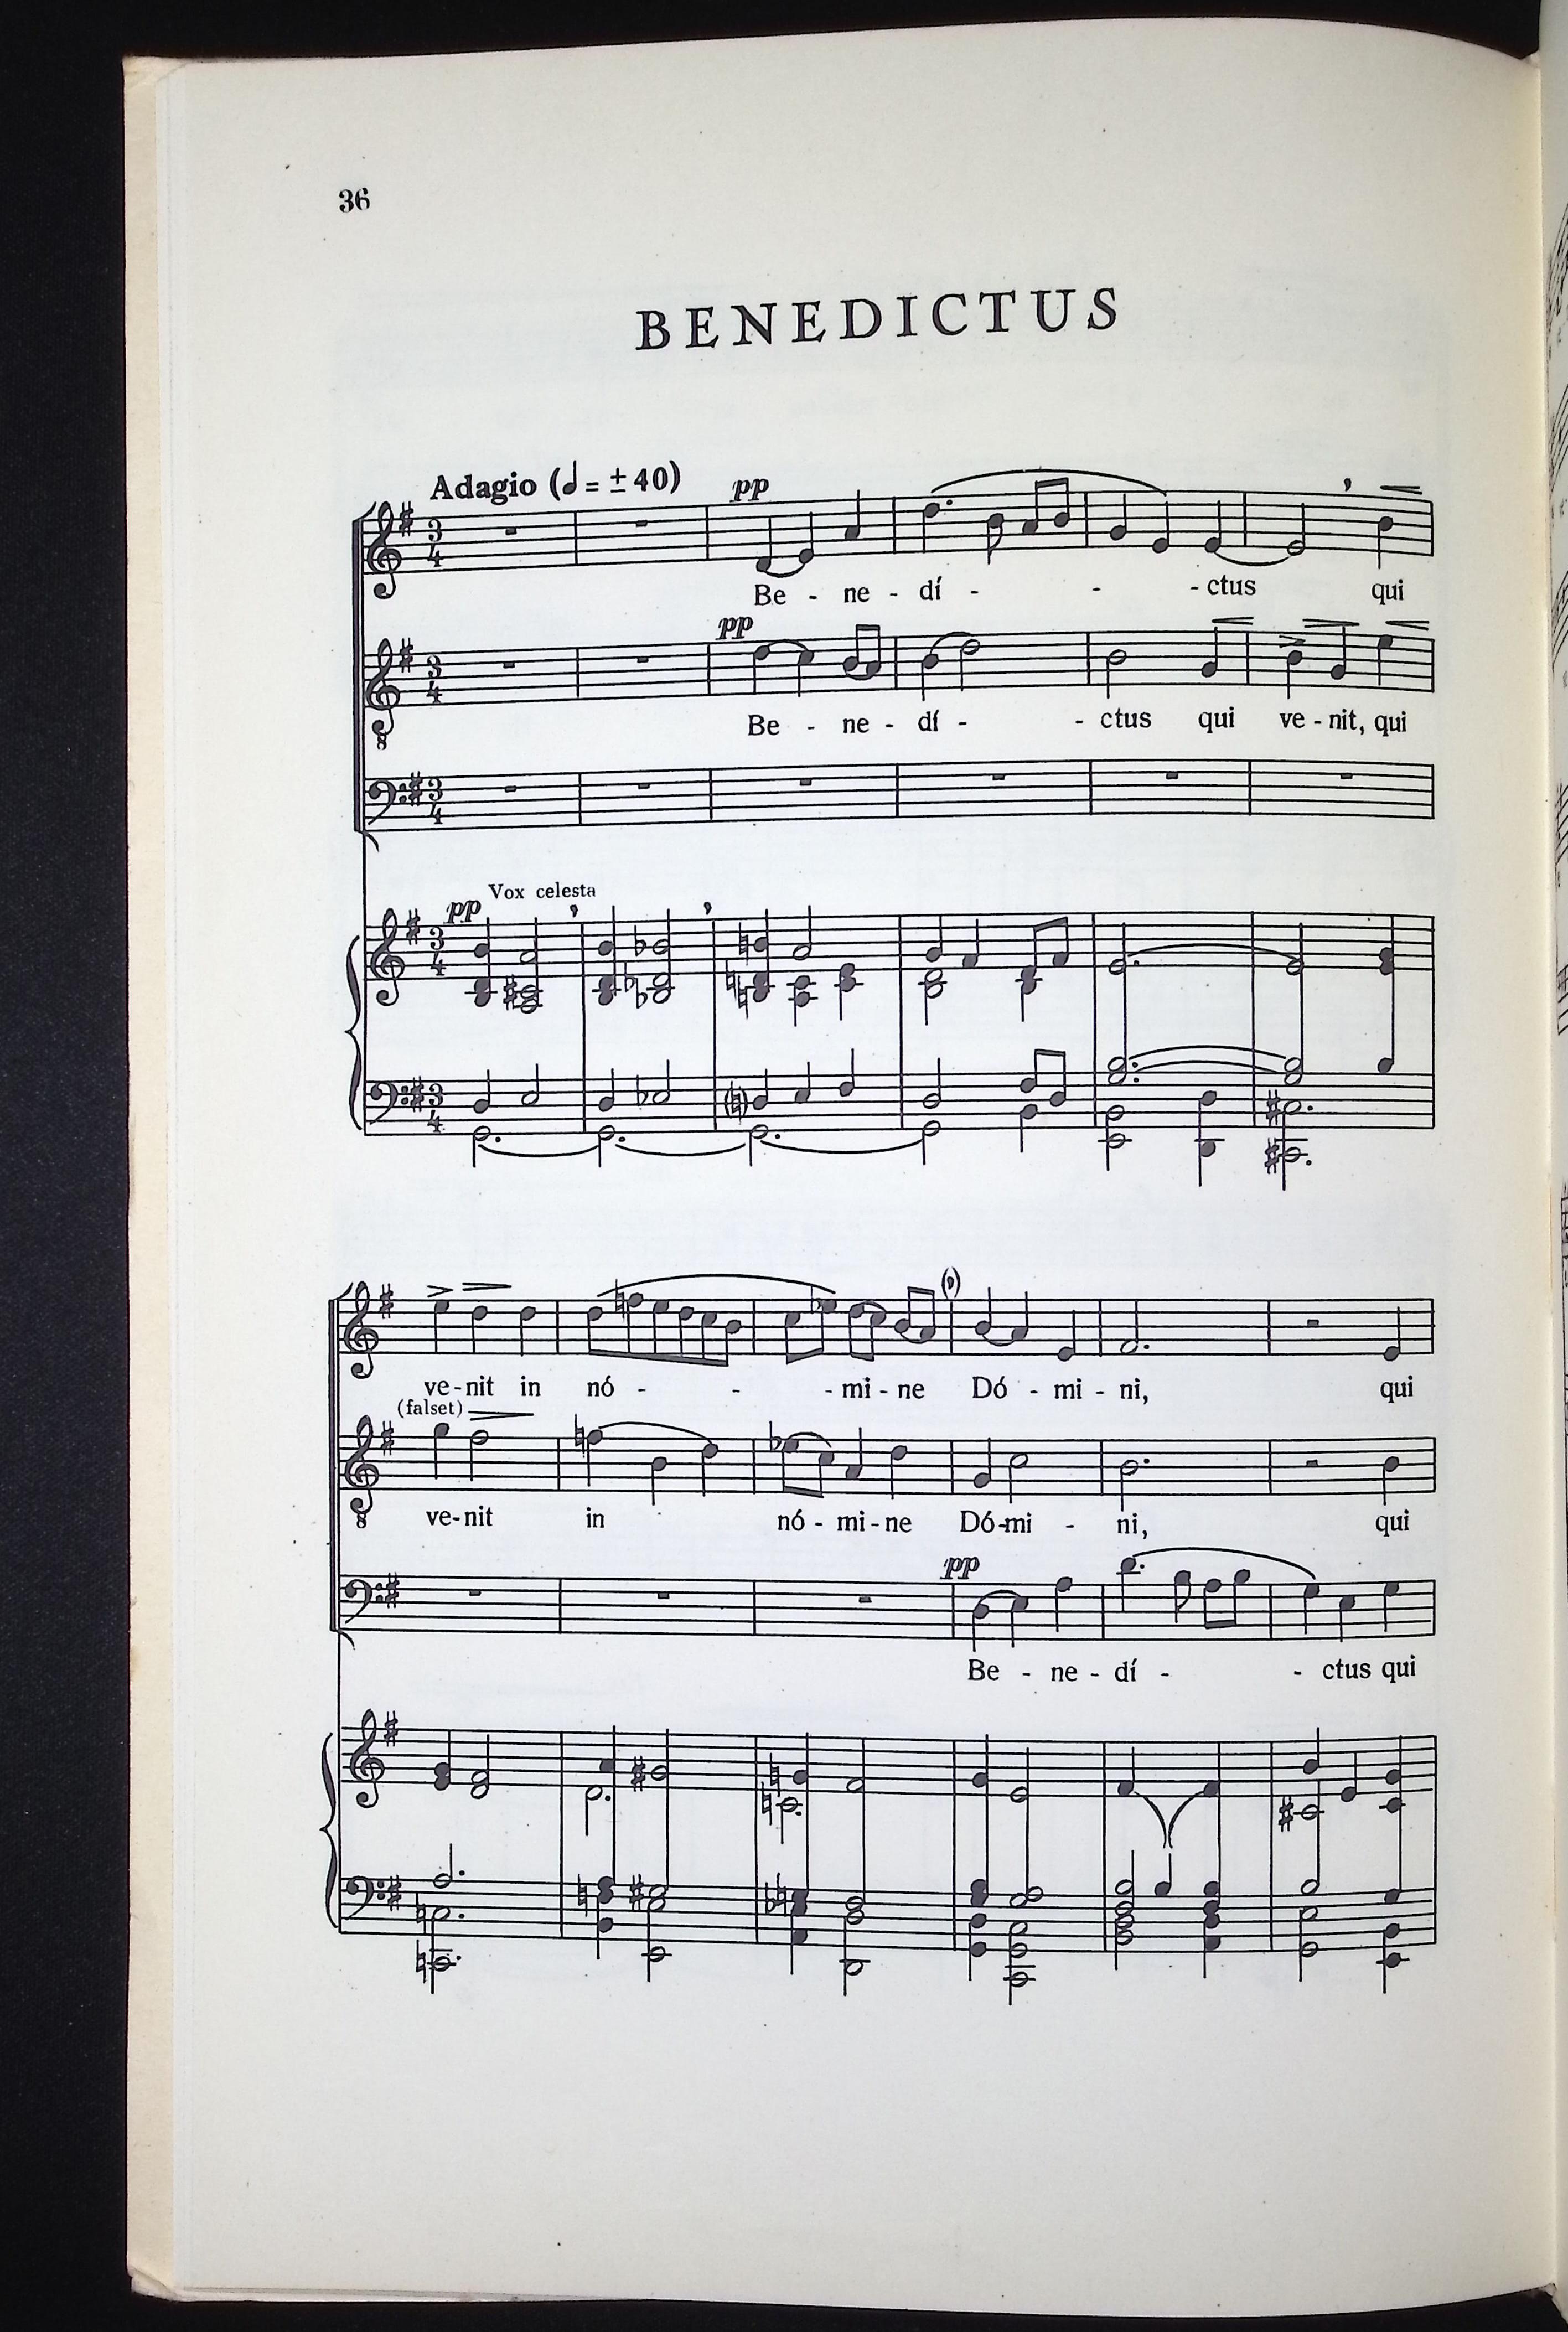 36
BENEDICTUS
Adagio (𝅗𝅥 = ± 40)
pp
Be - ne - dí - - - ctus qui
pp
Be - ne - dí - - ctus qui ve - nit, qui
Vox celesta
pp
ve - nit in nó - - - mi - ne Dó - mi - ni, qui
(falset)
ve - nit in nó - mi - ne Dó - mi - ni, qui
pp
Be - ne - dí - - ctus qui